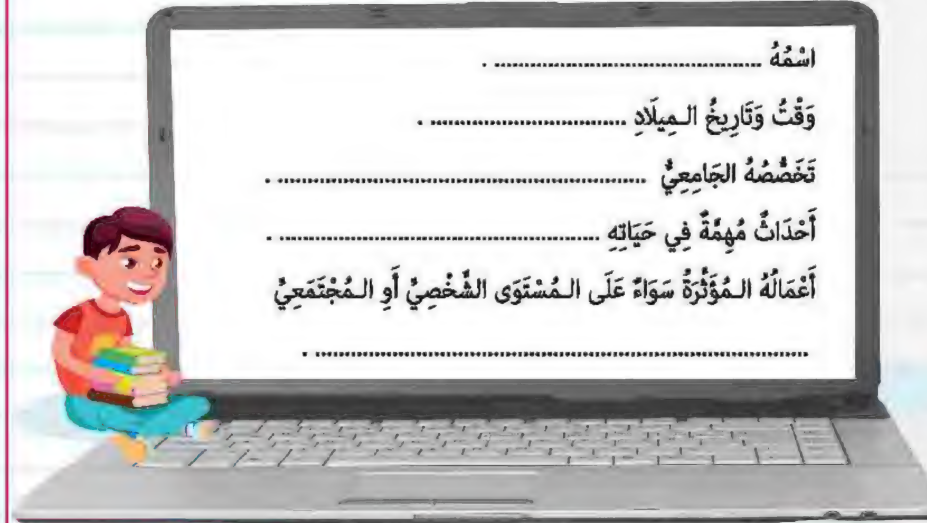 اسْمُهُ ............................................. .
وَقْتُ وَتَارِيخُ الـمِيلَادِ ................................. .
تَخَصُّصُهُ الجَامِعِيُّ .............................................................. .
أَحْدَاثٌ مُهِمَّةٌ فِي حَيَاتِهِ ...................................................... .
أَعْمَالُهُ الـمُؤَثِّرَةُ سَوَاءٌ عَلَى الـمُسْتَوَى الشَّخْصِيِّ أَوِ الـمُجْتَمَعِيِّ
.................................................................................. .